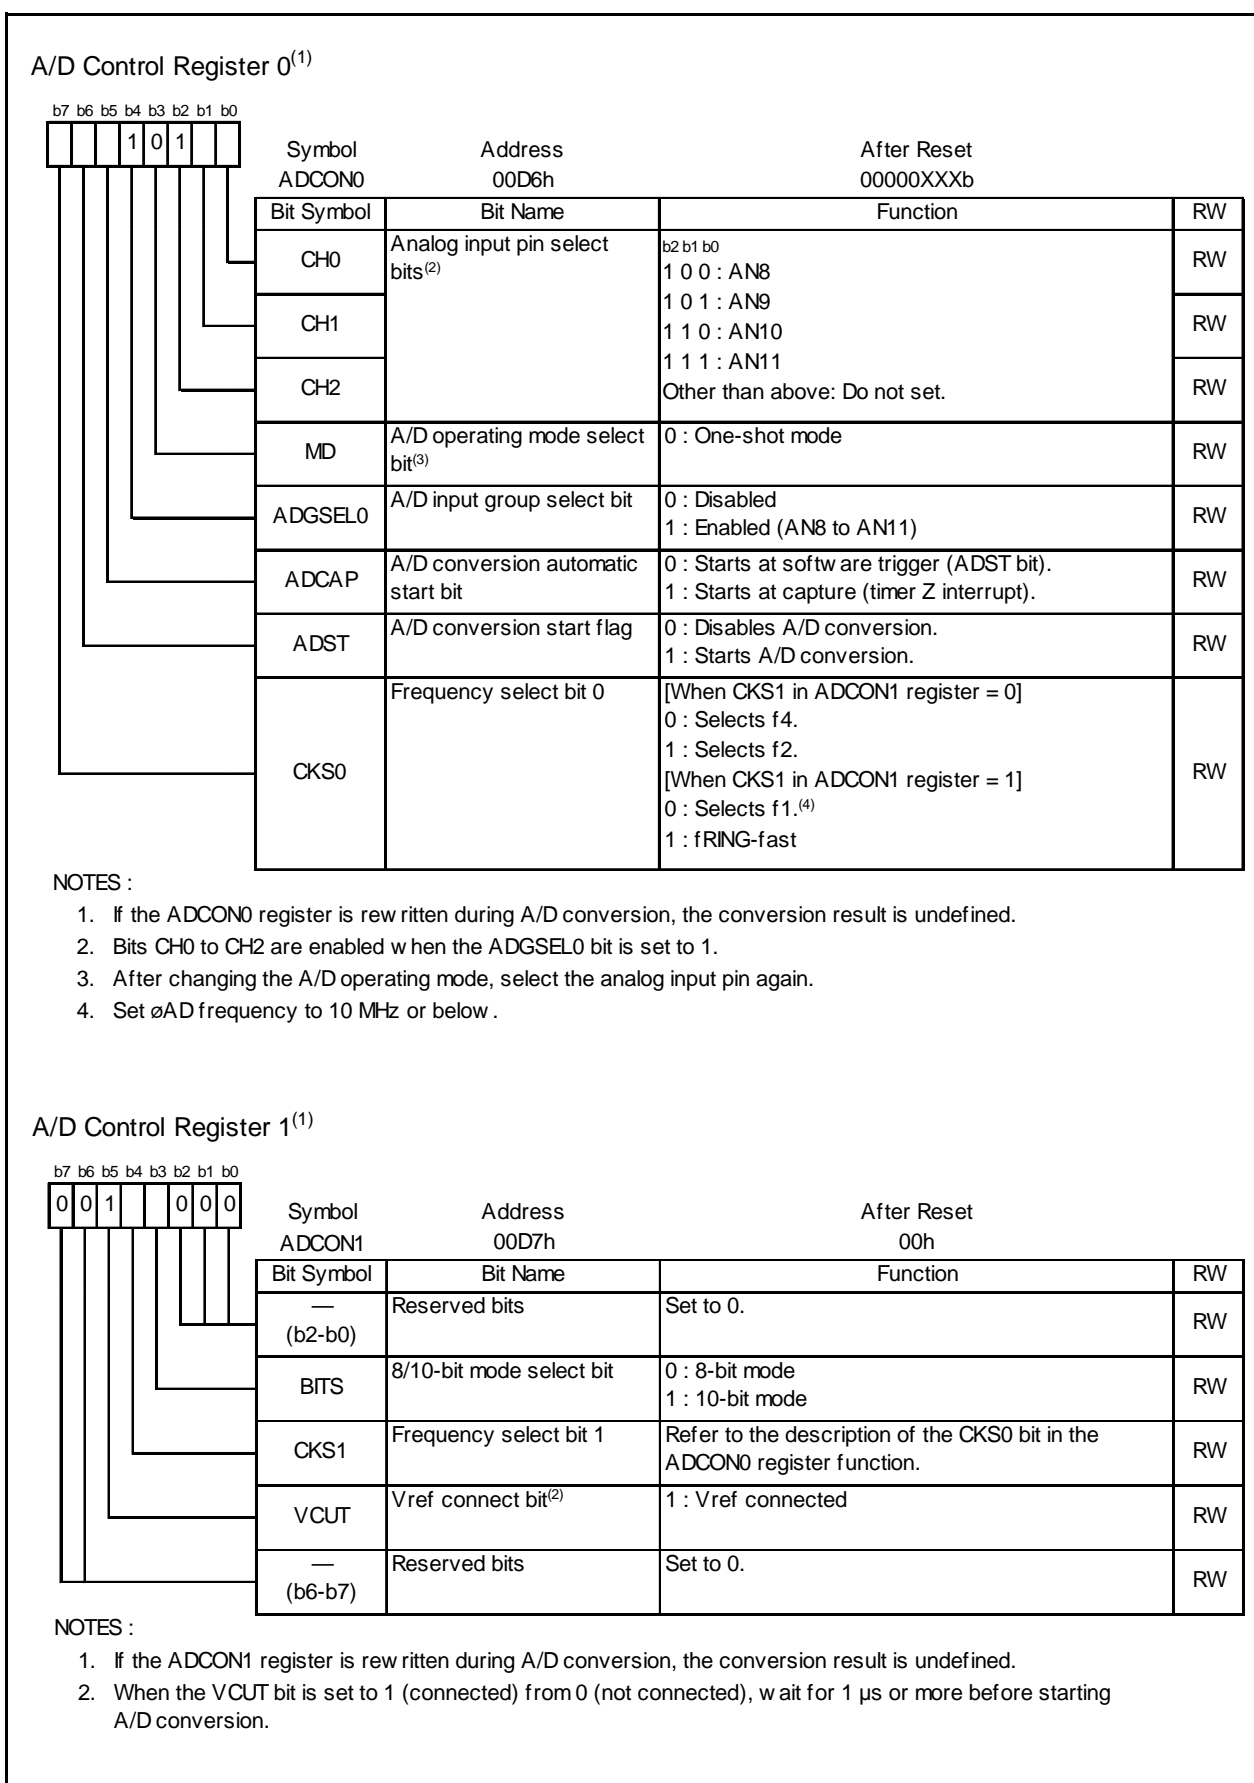 A/D Control Register 0(1)
b7 b6 b5 b4 b3 b2 b1 b0
1 0 1
Symbol Address After Reset
ADCON0 00D6h 00000XXXb
Bit Symbol Bit Name Function RW
CH0 Analog input pin select bits(2) b2 b1 b0 RW
1 0 0 : AN8
1 0 1 : AN9
CH1 1 1 0 : AN10 RW
1 1 1 : AN11
CH2 Other than above: Do not set. RW
MD A/D operating mode select bit(3) 0 : One-shot mode RW
ADGSEL0 A/D input group select bit 0 : Disabled RW
1 : Enabled (AN8 to AN11)
ADCAP A/D conversion automatic start bit 0 : Starts at software trigger (ADST bit). RW
1 : Starts at capture (timer Z interrupt).
ADST A/D conversion start flag 0 : Disables A/D conversion. RW
1 : Starts A/D conversion.
CKS0 Frequency select bit 0 [When CKS1 in ADCON1 register = 0] RW
0 : Selects f4.
1 : Selects f2.
[When CKS1 in ADCON1 register = 1]
0 : Selects f1.(4)
1 : fRING-fast
NOTES :
1. If the ADCON0 register is rewritten during A/D conversion, the conversion result is undefined.
2. Bits CH0 to CH2 are enabled when the ADGSEL0 bit is set to 1.
3. After changing the A/D operating mode, select the analog input pin again.
4. Set øAD frequency to 10 MHz or below.
A/D Control Register 1(1)
b7 b6 b5 b4 b3 b2 b1 b0
0 0 1 0 0 0
Symbol Address After Reset
ADCON1 00D7h 00h
Bit Symbol Bit Name Function RW
— Reserved bits Set to 0. RW
(b2-b0)
BITS 8/10-bit mode select bit 0 : 8-bit mode RW
1 : 10-bit mode
CKS1 Frequency select bit 1 Refer to the description of the CKS0 bit in the RW
ADCON0 register function.
VCUT Vref connect bit(2) 1 : Vref connected RW
— Reserved bits Set to 0. RW
(b6-b7)
NOTES :
1. If the ADCON1 register is rewritten during A/D conversion, the conversion result is undefined.
2. When the VCUT bit is set to 1 (connected) from 0 (not connected), wait for 1 µs or more before starting
A/D conversion.